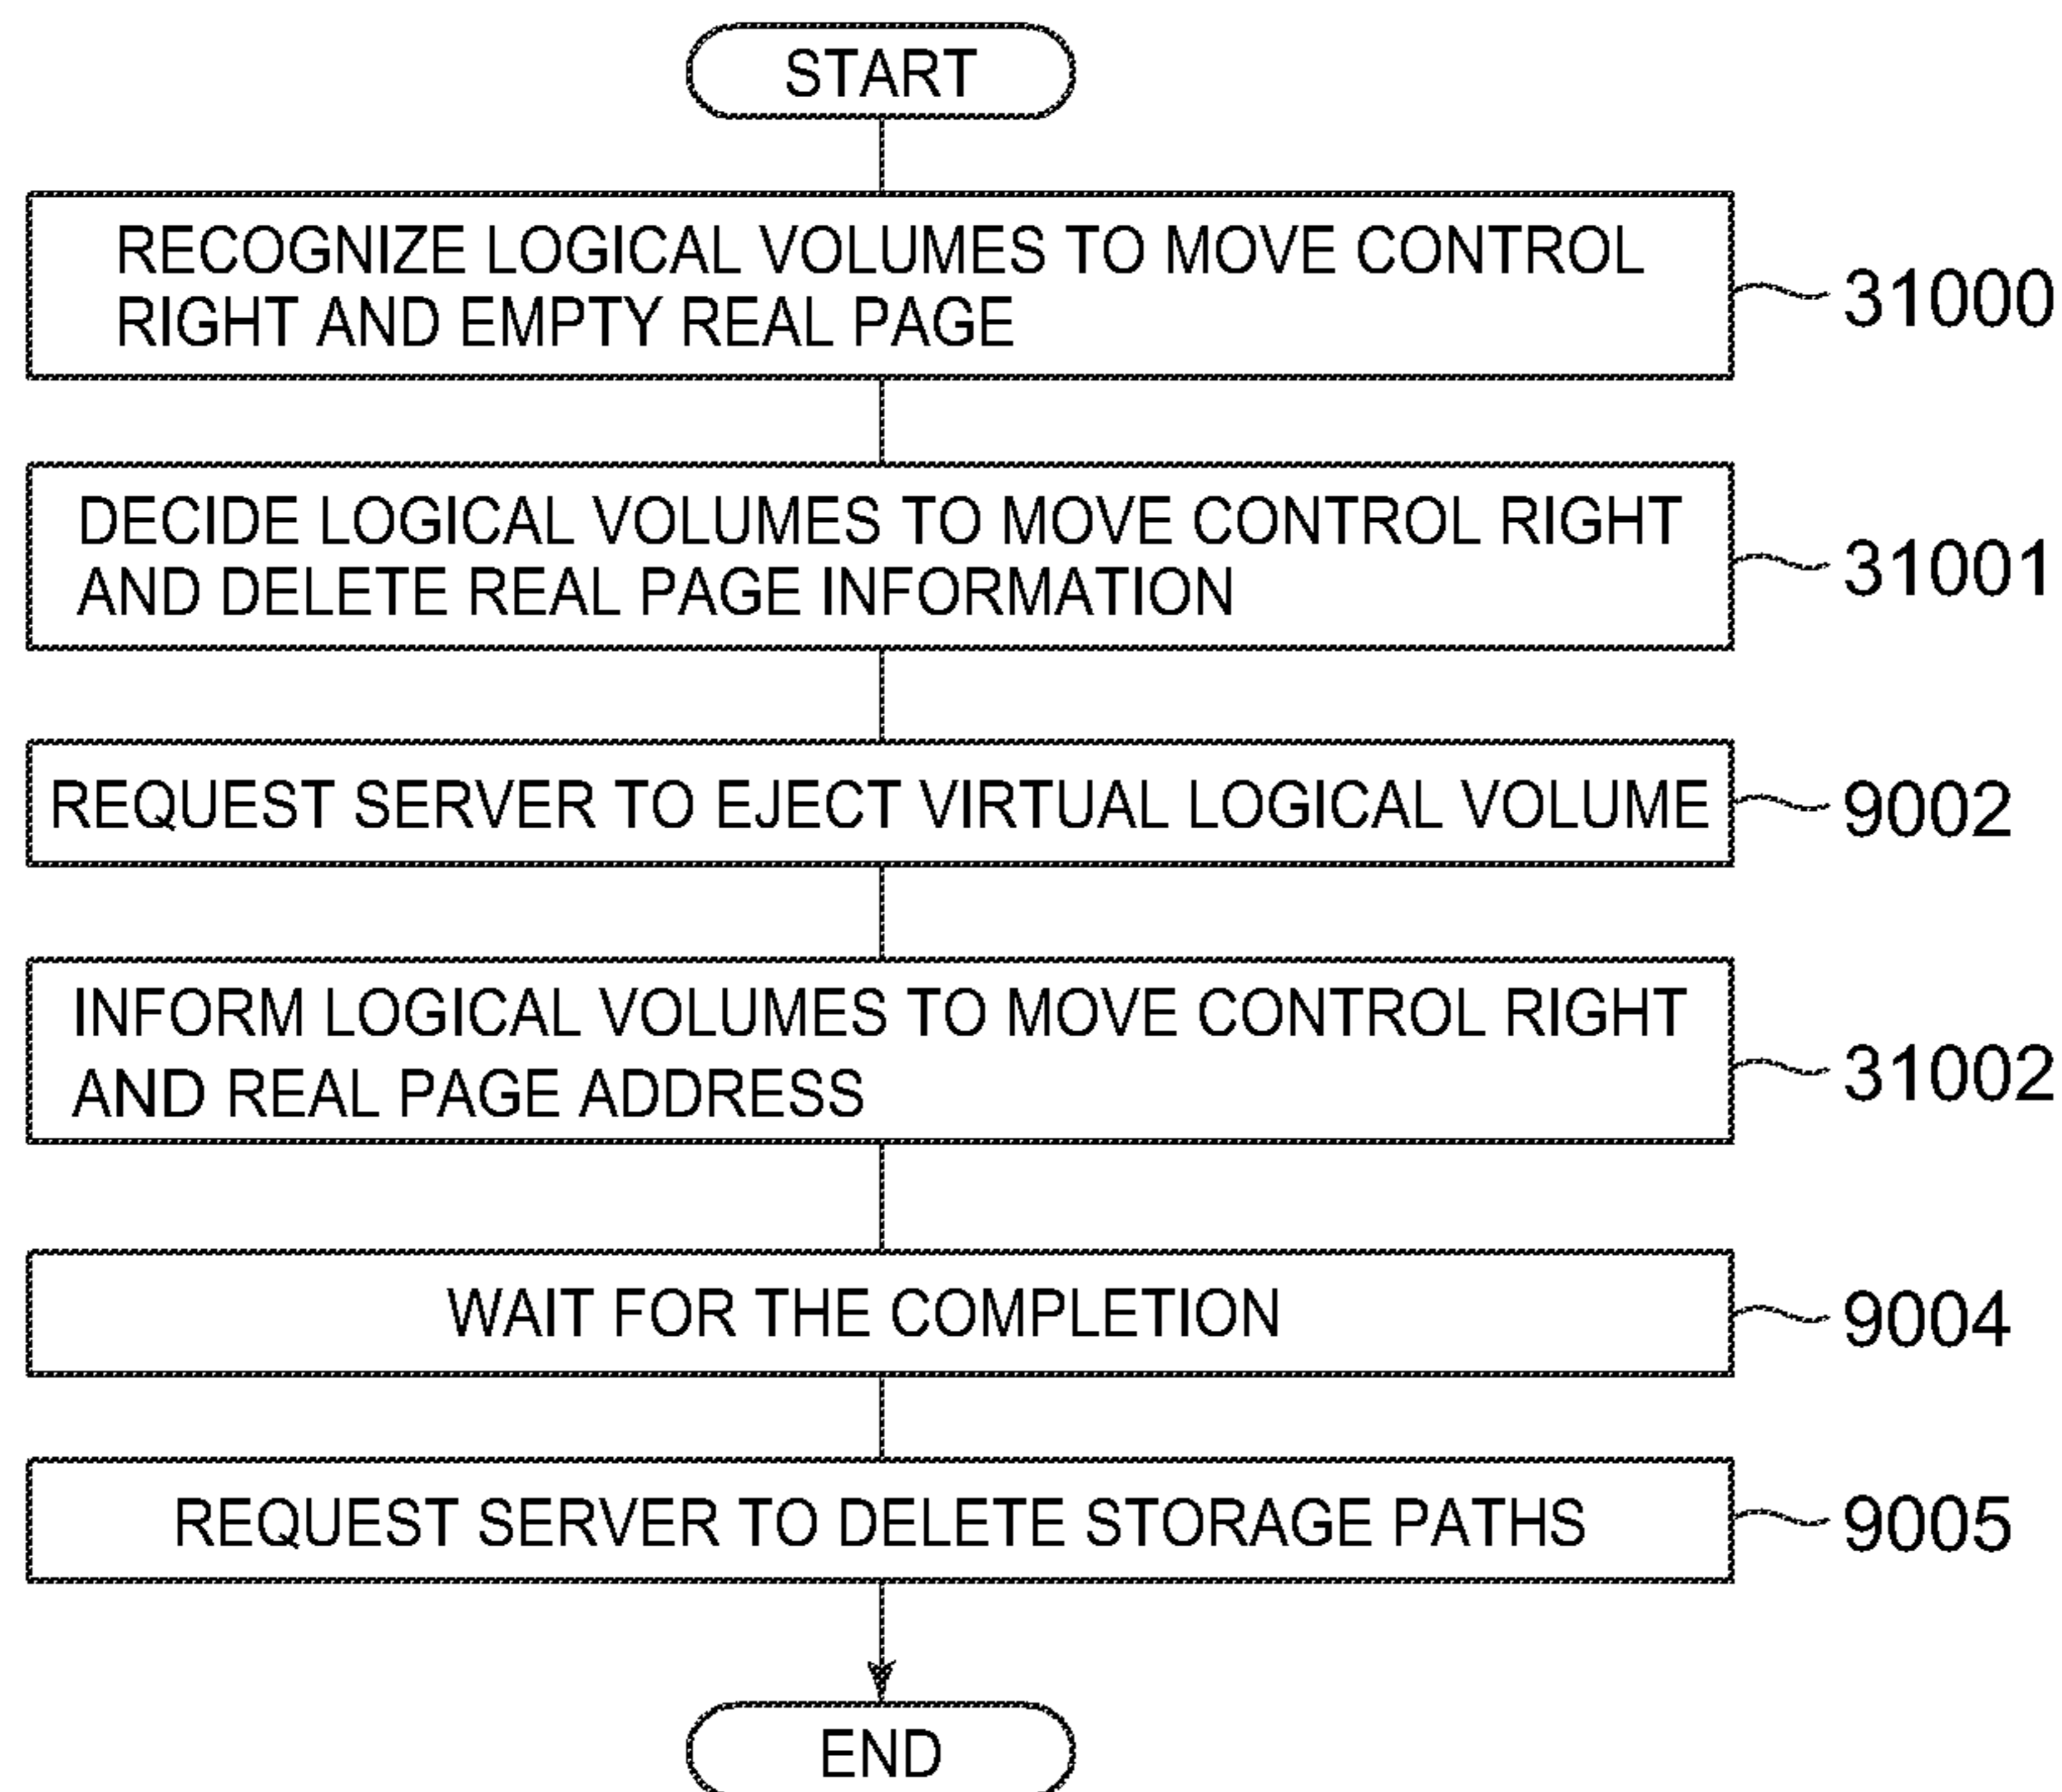 START
RECOGNIZE LOGICAL VOLUMES TO MOVE CONTROL
RIGHT AND EMPTY REAL PAGE
31000
DECIDE LOGICAL VOLUMES TO MOVE CONTROL RIGHT
AND DELETE REAL PAGE INFORMATION
31001
REQUEST SERVER TO EJECT VIRTUAL LOGICAL VOLUME
9002
INFORM LOGICAL VOLUMES TO MOVE CONTROL RIGHT
AND REAL PAGE ADDRESS
31002
WAIT FOR THE COMPLETION
9004
REQUEST SERVER TO DELETE STORAGE PATHS
9005
END